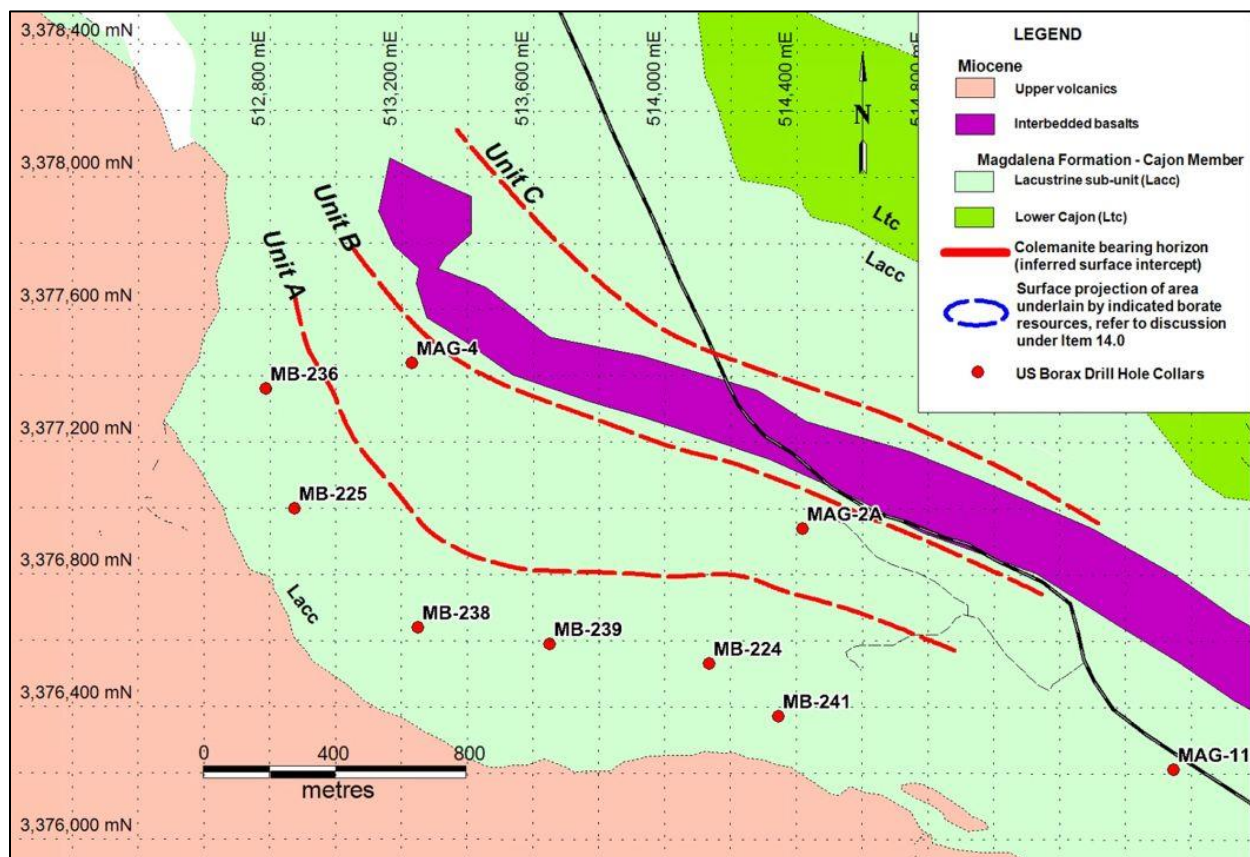 3,378,400 mN
3,378,000 mN
3,377,600 mN
3,377,200 mN
3,376,800 mN
3,376,400 mN
3,376,000 mN
512,800 mE
513,200 mE
513,600 mE
514,000 mE
514,400 mE
514,800 mE
N
LEGEND
Miocene
Upper volcanics
Interbedded basalts
Magdalena Formation - Cajon Member
Lacustrine sub-unit (Lacc)
Lower Cajon (Ltc)
Colemanite bearing horizon
(inferred surface intercept)
Surface projection of area
underlain by indicated borate
resources, refer to discussion
under Item 14.0
US Borax Drill Hole Collars
Unit A
Unit B
Unit C
Ltc
Lacc
MAG-4
MB-236
MB-225
MAG-2A
MB-238
MB-239
MB-224
MB-241
MAG-11
Lacc
0 400 800
metres